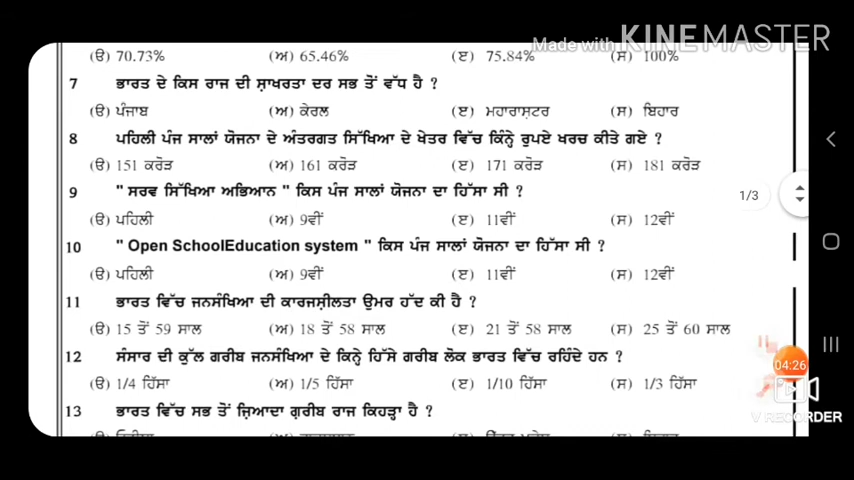 Made with KINEMASTER
(ੳ) 70.73% (ਅ) 65.46% (ੲ) 75.84% (ਸ) 100%
7 ਭਾਰਤ ਦੇ ਕਿਸ ਰਾਜ ਦੀ ਸ਼ਾਖਰਤਾ ਦਰ ਸਭ ਤੋਂ ਵੱਧ ਹੈ ?
(ੳ) ਪੰਜਾਬ (ਅ) ਕੇਰਲ (ੲ) ਮਹਾਰਾਸ਼ਟਰ (ਸ) ਬਿਹਾਰ
8 ਪਹਿਲੀ ਪੰਜ ਸਾਲਾਂ ਯੋਜਨਾ ਦੇ ਅੰਤਰਗਤ ਸਿੱਖਿਆ ਦੇ ਖੇਤਰ ਵਿੱਚ ਕਿੰਨ੍ਹੇ ਰੁਪਏ ਖਰਚ ਕੀਤੇ ਗਏ ?
(ੳ) 151 ਕਰੋੜ (ਅ) 161 ਕਰੋੜ (ੲ) 171 ਕਰੋੜ (ਸ) 181 ਕਰੋੜ
9 " ਸਰਵ ਸਿੱਖਿਆ ਅਭਿਆਨ " ਕਿਸ ਪੰਜ ਸਾਲਾਂ ਯੋਜਨਾ ਦਾ ਹਿੱਸਾ ਸੀ ?
1/3
(ੳ) ਪਹਿਲੀ (ਅ) 9ਵੀਂ (ੲ) 11ਵੀਂ (ਸ) 12ਵੀਂ
10 " Open SchoolEducation system " ਕਿਸ ਪੰਜ ਸਾਲਾਂ ਯੋਜਨਾ ਦਾ ਹਿੱਸਾ ਸੀ ?
(ੳ) ਪਹਿਲੀ (ਅ) 9ਵੀਂ (ੲ) 11ਵੀਂ (ਸ) 12ਵੀਂ
11 ਭਾਰਤ ਵਿੱਚ ਜਨਸੰਖਿਆ ਦੀ ਕਾਰਜਸ਼ੀਲਤਾ ਉਮਰ ਹੱਦ ਕੀ ਹੈ ?
(ੳ) 15 ਤੋਂ 59 ਸਾਲ (ਅ) 18 ਤੋਂ 58 ਸਾਲ (ੲ) 21 ਤੋਂ 58 ਸਾਲ (ਸ) 25 ਤੋਂ 60 ਸਾਲ
12 ਸੰਸਾਰ ਦੀ ਕੁੱਲ ਗਰੀਬ ਜਨਸੰਖਿਆ ਦੇ ਕਿਨ੍ਹੇ ਹਿੱਸੇ ਗਰੀਬ ਲੋਕ ਭਾਰਤ ਵਿੱਚ ਰਹਿੰਦੇ ਹਨ ?
04:26
(ੳ) 1/4 ਹਿੱਸਾ (ਅ) 1/5 ਹਿੱਸਾ (ੲ) 1/10 ਹਿੱਸਾ (ਸ) 1/3 ਹਿੱਸਾ
13 ਭਾਰਤ ਵਿੱਚ ਸਭ ਤੋਂ ਜ਼ਿਆਦਾ ਗੁਰੀਬ ਰਾਜ ਕਿਹੜ੍ਹਾ ਹੈ ?
V RECORDER